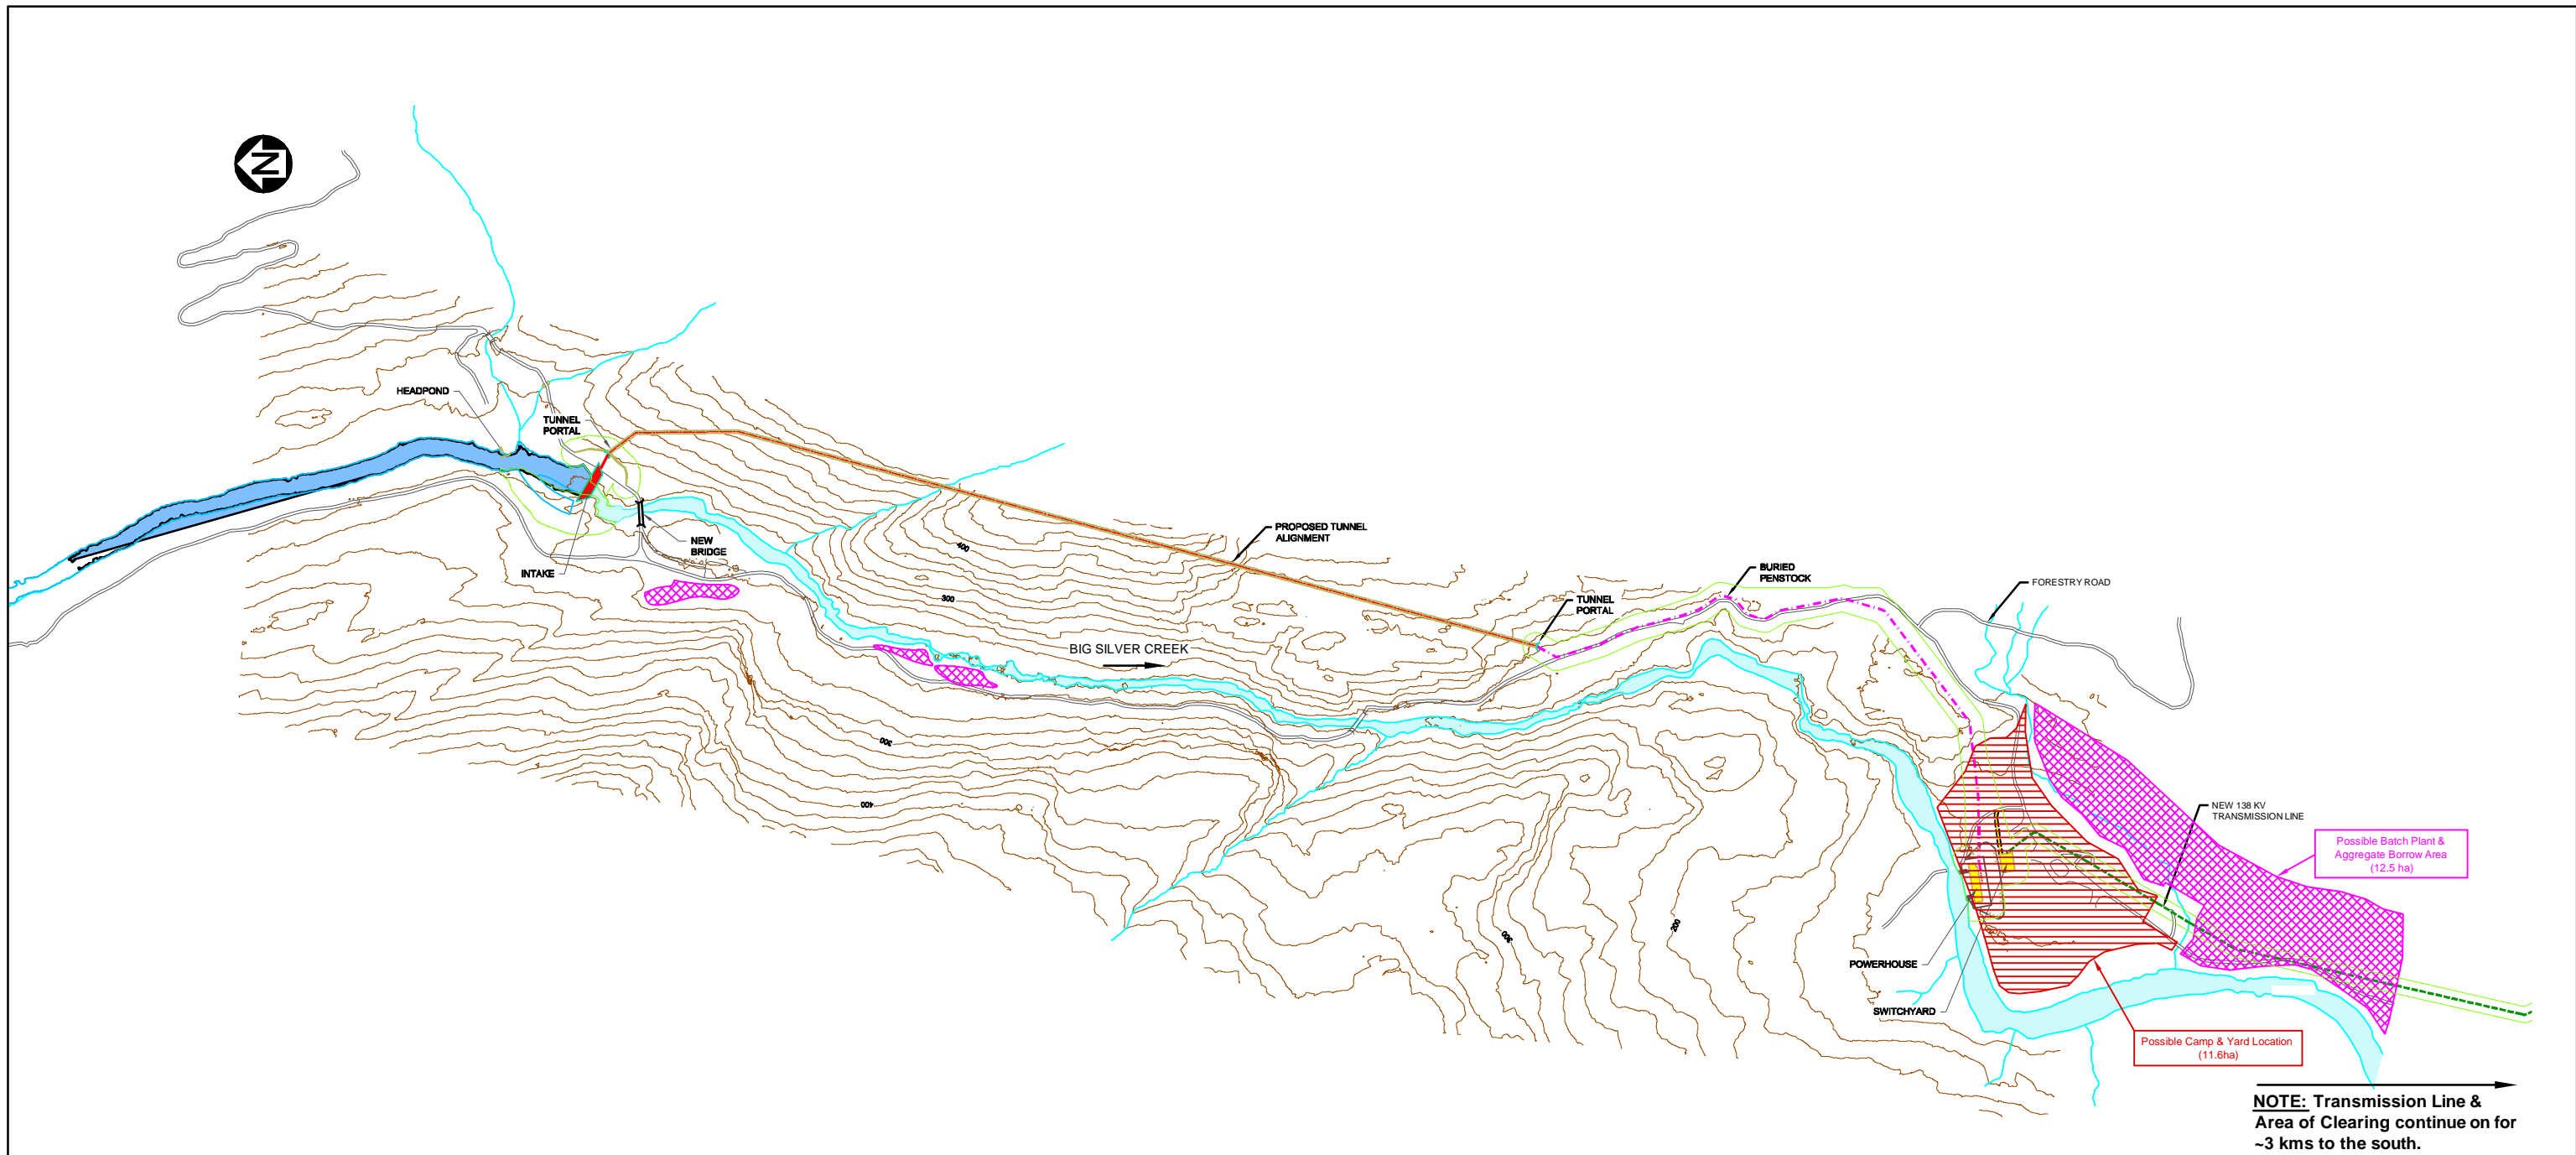 N
HEADPOND
TUNNEL
PORTAL
NEW
BRIDGE
INTAKE
400
300
PROPOSED TUNNEL
ALIGNMENT
BIG SILVER CREEK
TUNNEL
PORTAL
BURIED
PENSTOCK
FORESTRY ROAD
300
400
NEW 138 KV
TRANSMISSION LINE
Possible Batch Plant &
Aggregate Borrow Area
(12.5 ha)
200
300
POWERHOUSE
SWITCHYARD
Possible Camp & Yard Location
(11.6ha)
NOTE: Transmission Line &
Area of Clearing continue on for
~3 kms to the south.